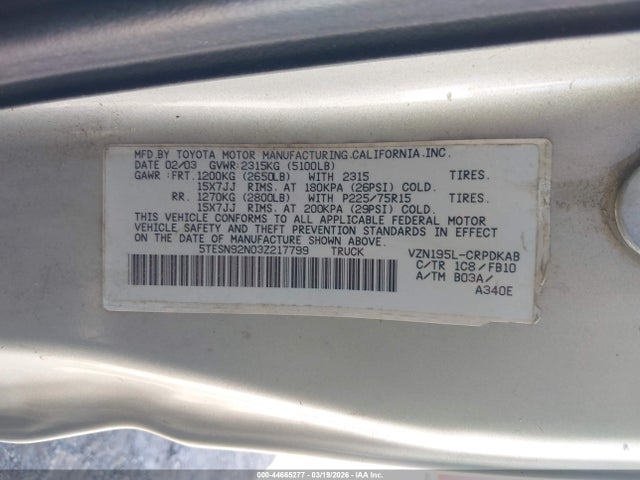 MFD.BY TOYOTA MOTOR MANUFACTURING,CALIFORNIA,INC.
DATE 02/03 GVWR:2315KG (5100LB)
GAWR :FRT.1200KG (2650LB) WITH 2315 TIRES.
15X7JJ RIMS. AT 180KPA (26PSI) COLD.
RR. 1270KG (2800LB) WITH P225/75R15 TIRES.
15X7JJ RIMS. AT 200KPA (29PSI) COLD.
THIS VEHICLE CONFORMS TO ALL APPLICABLE FEDERAL MOTOR
VEHICLE SAFETY STANDARDS IN EFFECT
ON THE DATE OF MANUFACTURE SHOWN ABOVE.
5TESN92N03Z217799 TRUCK VZN195L-CRPDKAB
C/TR 1C8/FB10
A/TM B03A/
A340E
000-44665277 - 03/19/2026 - IAA Inc.